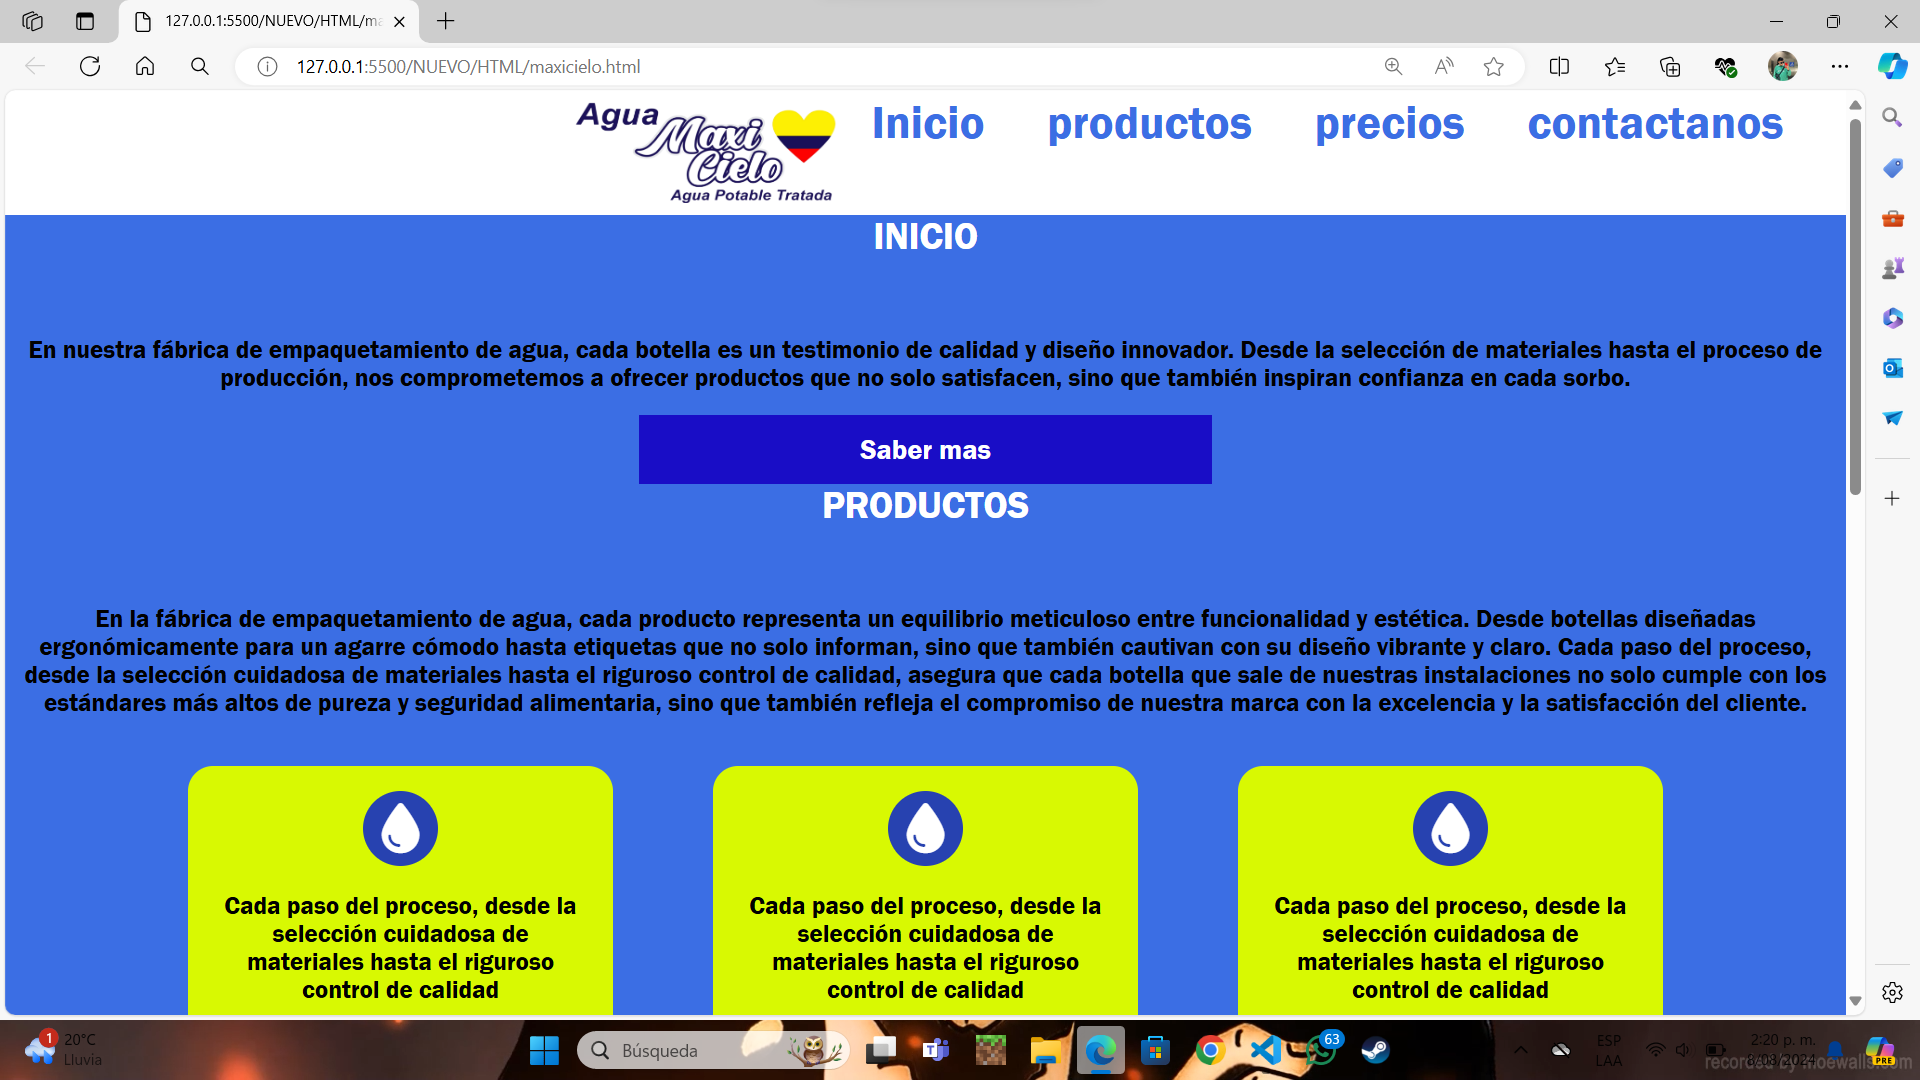 127.0.0.1:5500/NUEVO/HTML/ma
127.0.0.1:5500/NUEVO/HTML/maxicielo.html
Agua
Maxi
Cielo
Agua Potable Tratada
Inicio productos precios contactanos
INICIO
En nuestra fábrica de empaquetamiento de agua, cada botella es un testimonio de calidad y diseño innovador. Desde la selección de materiales hasta el proceso de
producción, nos comprometemos a ofrecer productos que no solo satisfacen, sino que también inspiran confianza en cada sorbo.
Saber mas
PRODUCTOS
En la fábrica de empaquetamiento de agua, cada producto representa un equilibrio meticuloso entre funcionalidad y estética. Desde botellas diseñadas
ergonómicamente para un agarre cómodo hasta etiquetas que no solo informan, sino que también cautivan con su diseño vibrante y claro. Cada paso del proceso,
desde la selección cuidadosa de materiales hasta el riguroso control de calidad, asegura que cada botella que sale de nuestras instalaciones no solo cumple con los
estándares más altos de pureza y seguridad alimentaria, sino que también refleja el compromiso de nuestra marca con la excelencia y la satisfacción del cliente.
Cada paso del proceso, desde la
selección cuidadosa de
materiales hasta el riguroso
control de calidad
Cada paso del proceso, desde la
selección cuidadosa de
materiales hasta el riguroso
control de calidad
Cada paso del proceso, desde la
selección cuidadosa de
materiales hasta el riguroso
control de calidad
1
20°C
Lluvia
Búsqueda
63
ESP
LAA
2:20 p. m.
8/08/2024
PRE
recorded by Moewalls.com